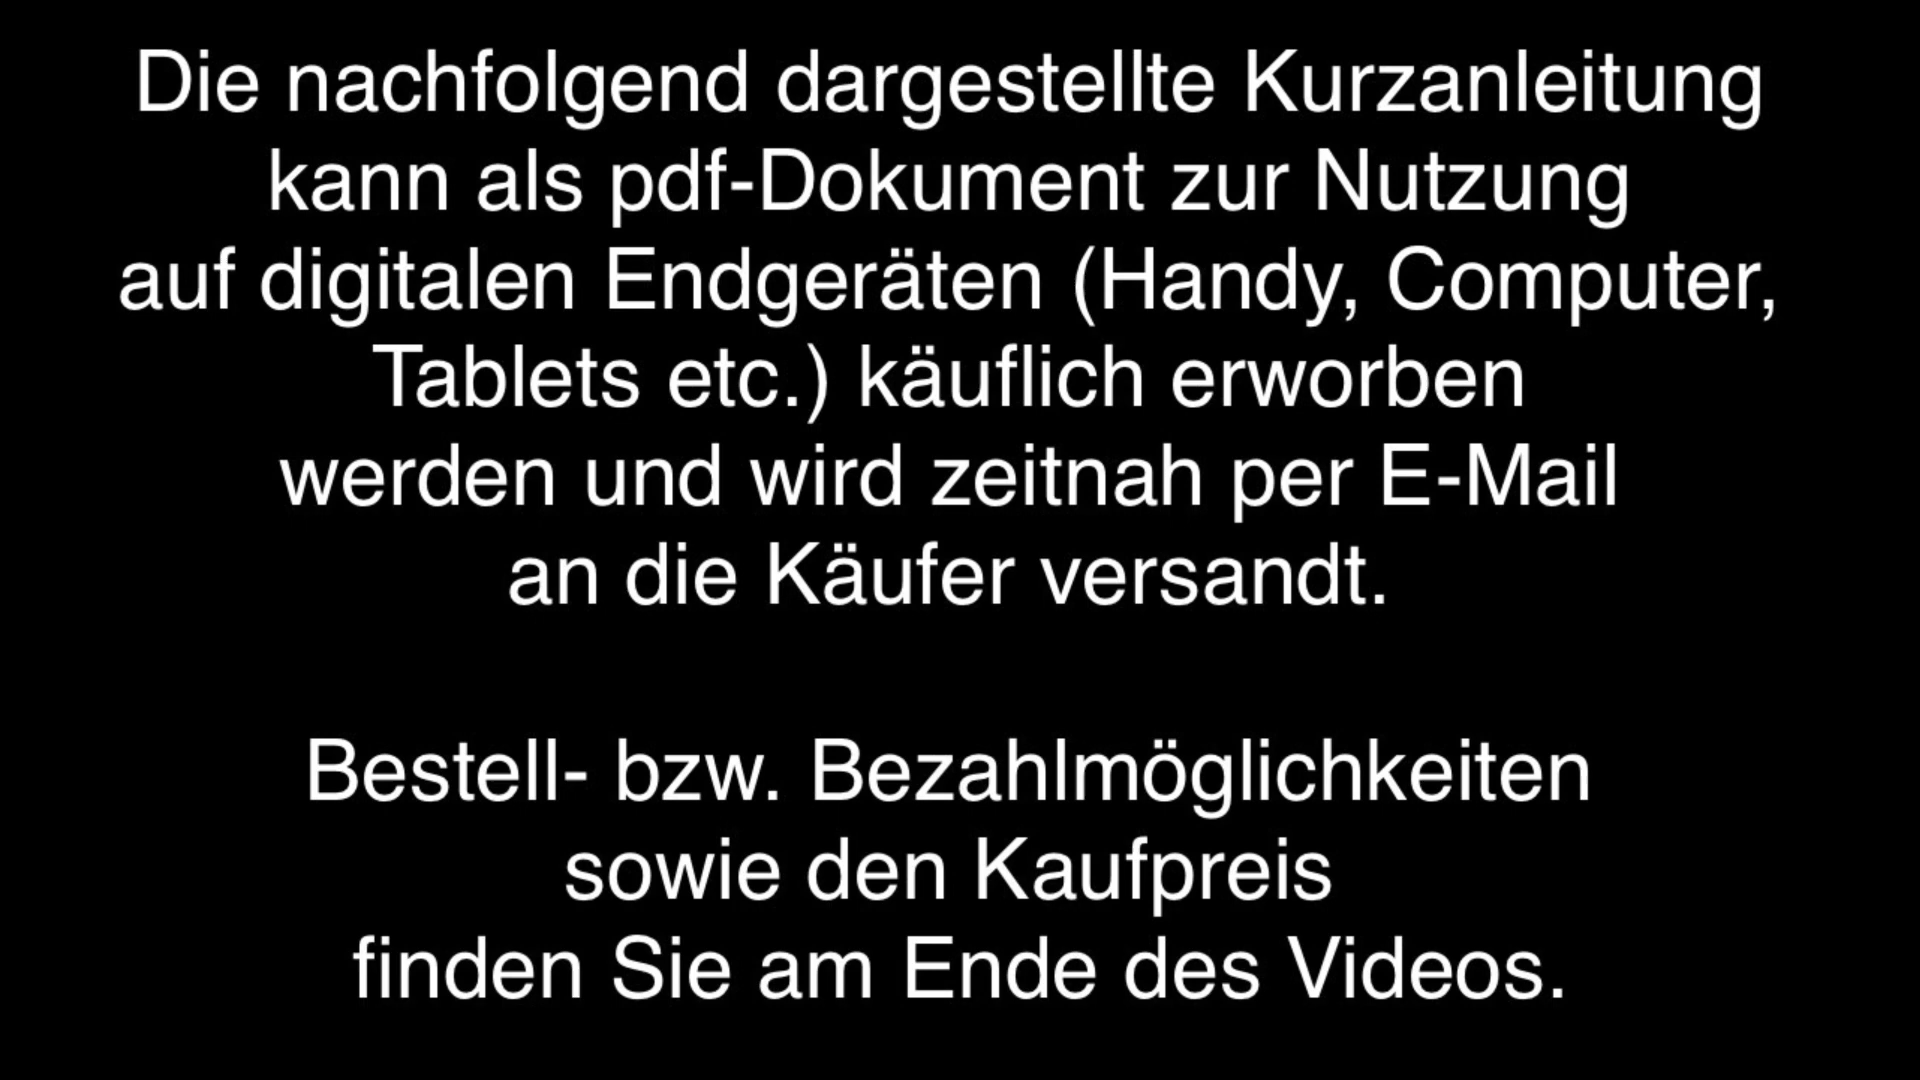 Die nachfolgend dargestellte Kurzanleitung
kann als pdf-Dokument zur Nutzung
auf digitalen Endgeräten (Handy, Computer,
Tablets etc.) käuflich erworben
werden und wird zeitnah per E-Mail
an die Käufer versandt.
Bestell- bzw. Bezahlmöglichkeiten
sowie den Kaufpreis
finden Sie am Ende des Videos.